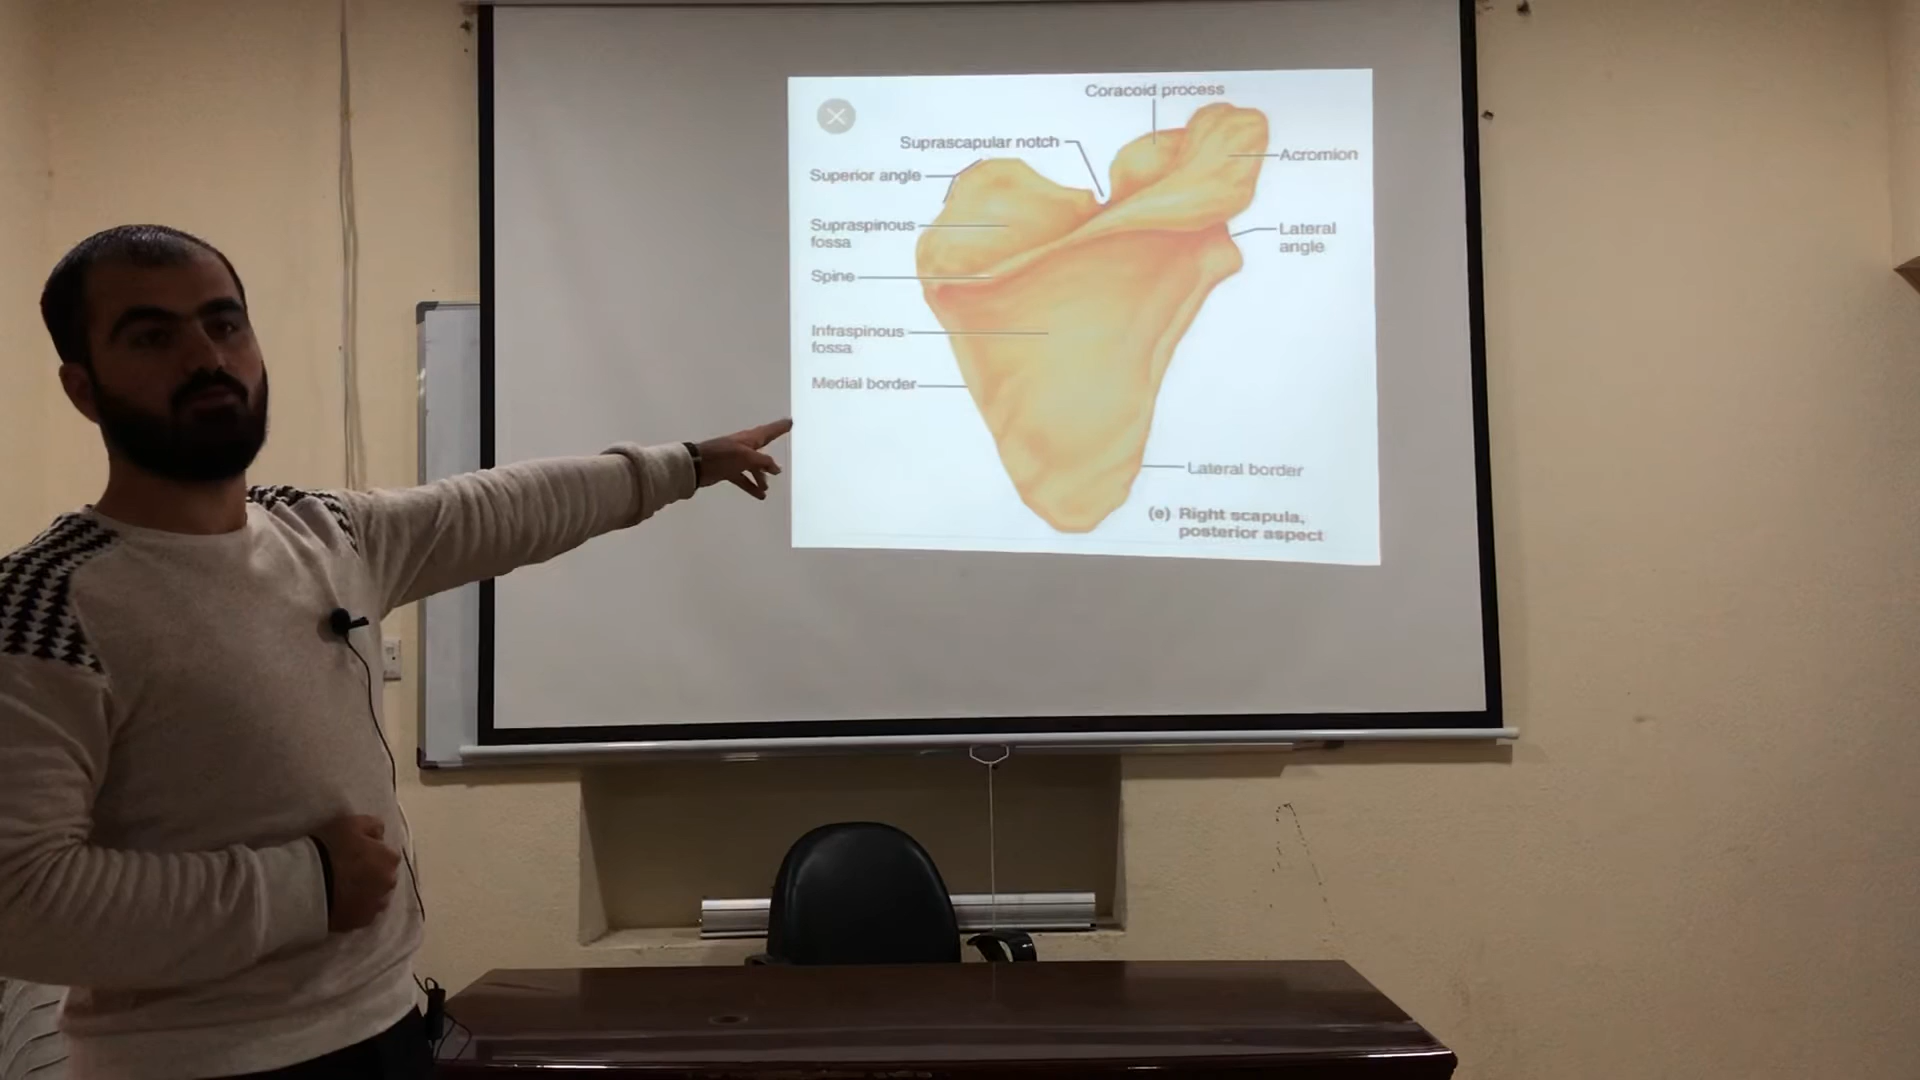 Coracoid process
Suprascapular notch
Acromion
Superior angle
Supraspinous
fossa
Lateral
angle
Spine
Infraspinous
fossa
Medial border
Lateral border
(e) Right scapula,
posterior aspect